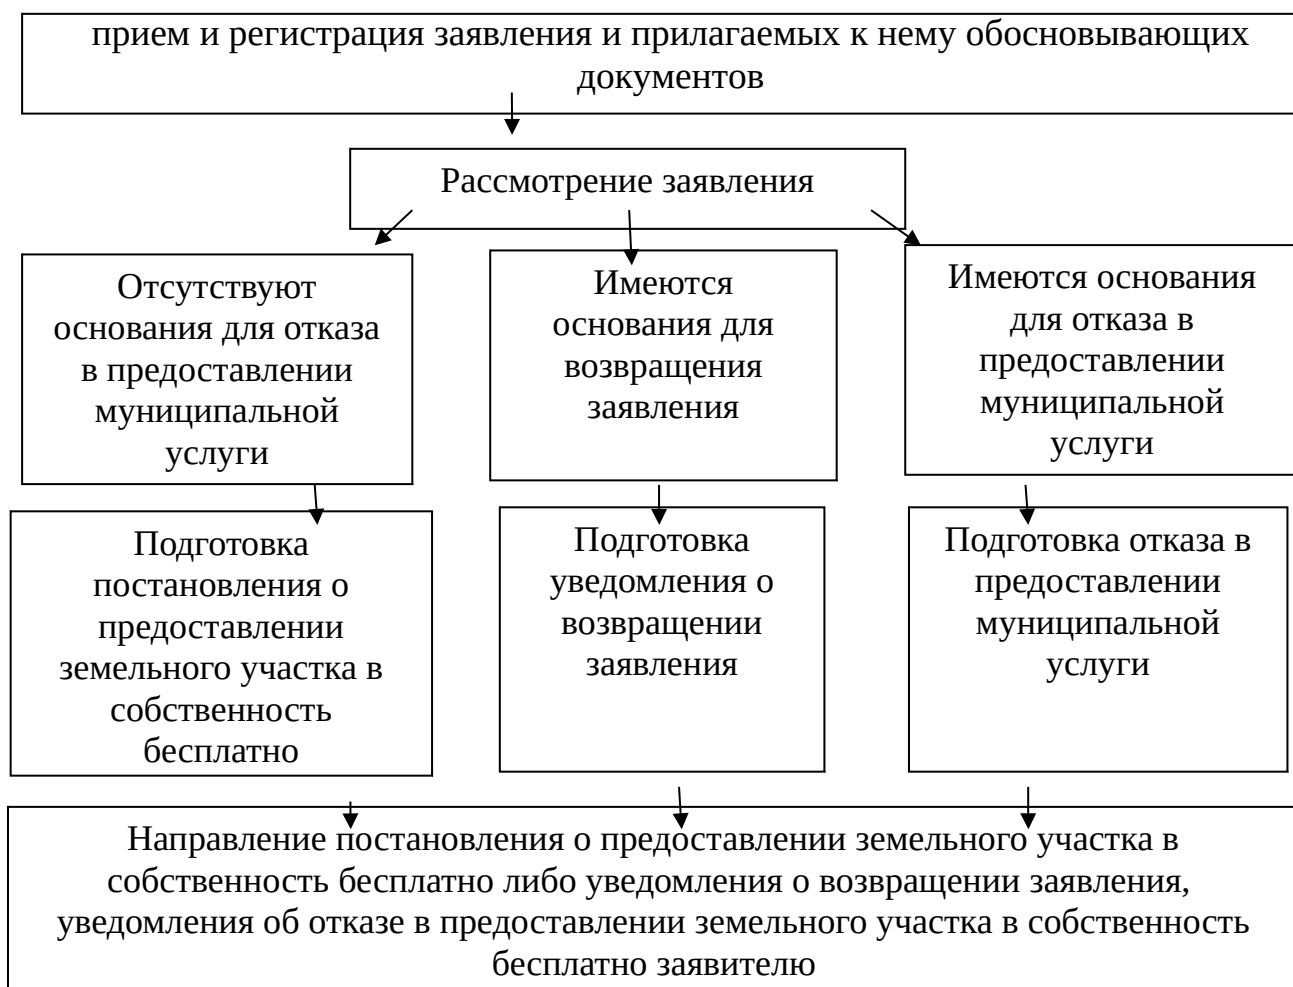 прием и регистрация заявления и прилагаемых к нему обосновывающих
документов
Рассмотрение заявления
Отсутствуют
основания для отказа
в предоставлении
муниципальной
услуги
Имеются
основания для
возвращения
заявления
Имеются основания
для отказа в
предоставлении
муниципальной
услуги
Подготовка
постановления о
предоставлении
земельного участка в
собственность
бесплатно
Подготовка
уведомления о
возвращении
заявления
Подготовка отказа в
предоставлении
муниципальной
услуги
Направление постановления о предоставлении земельного участка в
собственность бесплатно либо уведомления о возвращении заявления,
уведомления об отказе в предоставлении земельного участка в собственность
бесплатно заявителю